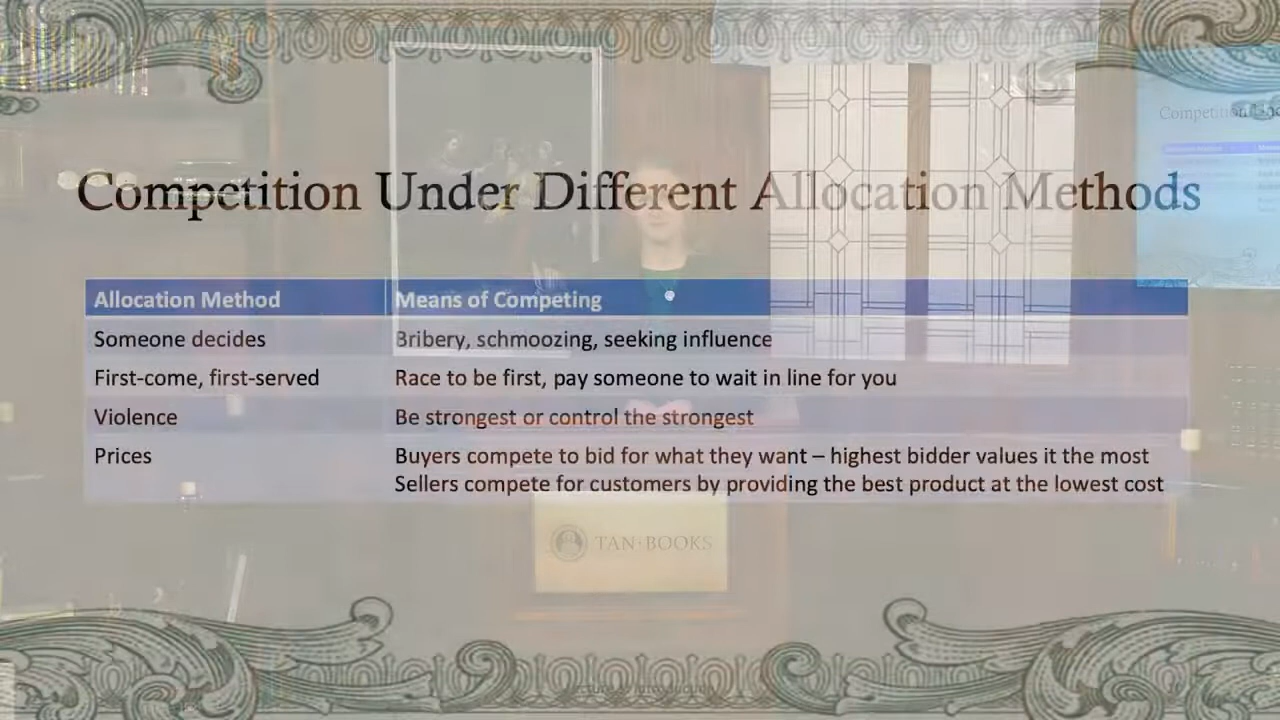 Competition Under Different Allocation Methods
Allocation Method Means of Competing
Someone decides Bribery, schmoozing, seeking influence
First-come, first-served Race to be first, pay someone to wait in line for you
Violence Be strongest or control the strongest
Prices Buyers compete to bid for what they want – highest bidder values it the most
Sellers compete for customers by providing the best product at the lowest cost
TAN·BOOKS
Competition